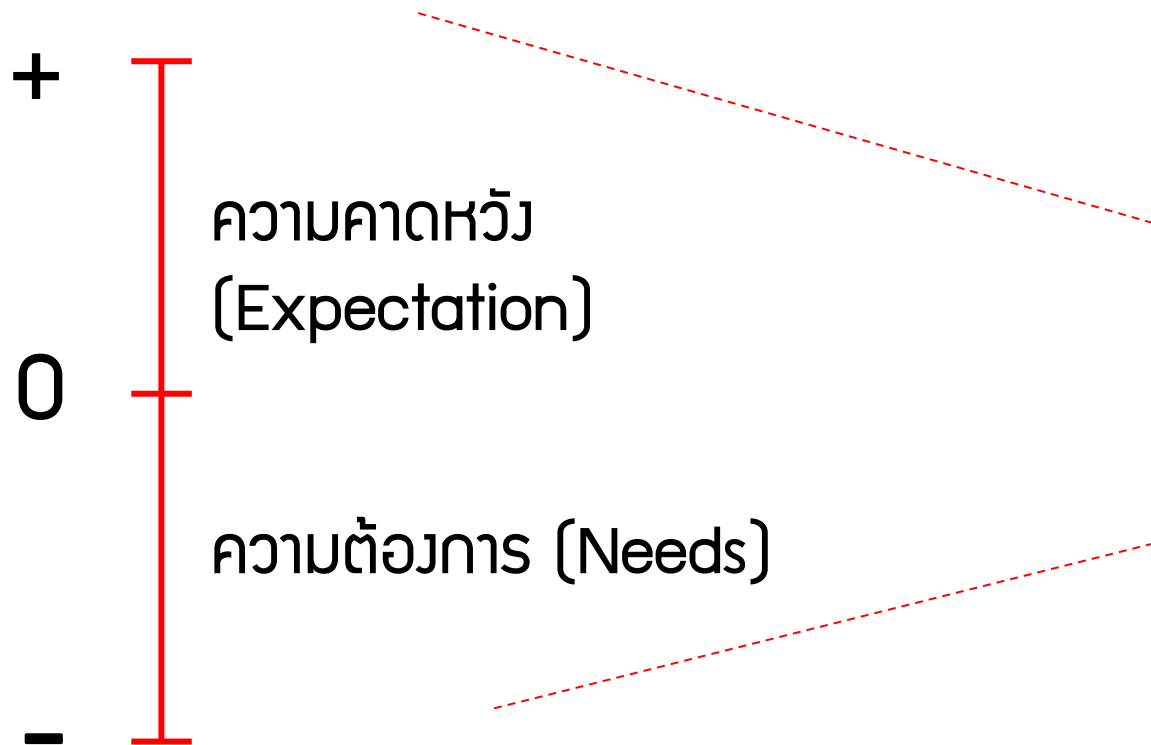 +
ความคาดหวัง
(Expectation)
0
ความต้องการ (Needs)
-